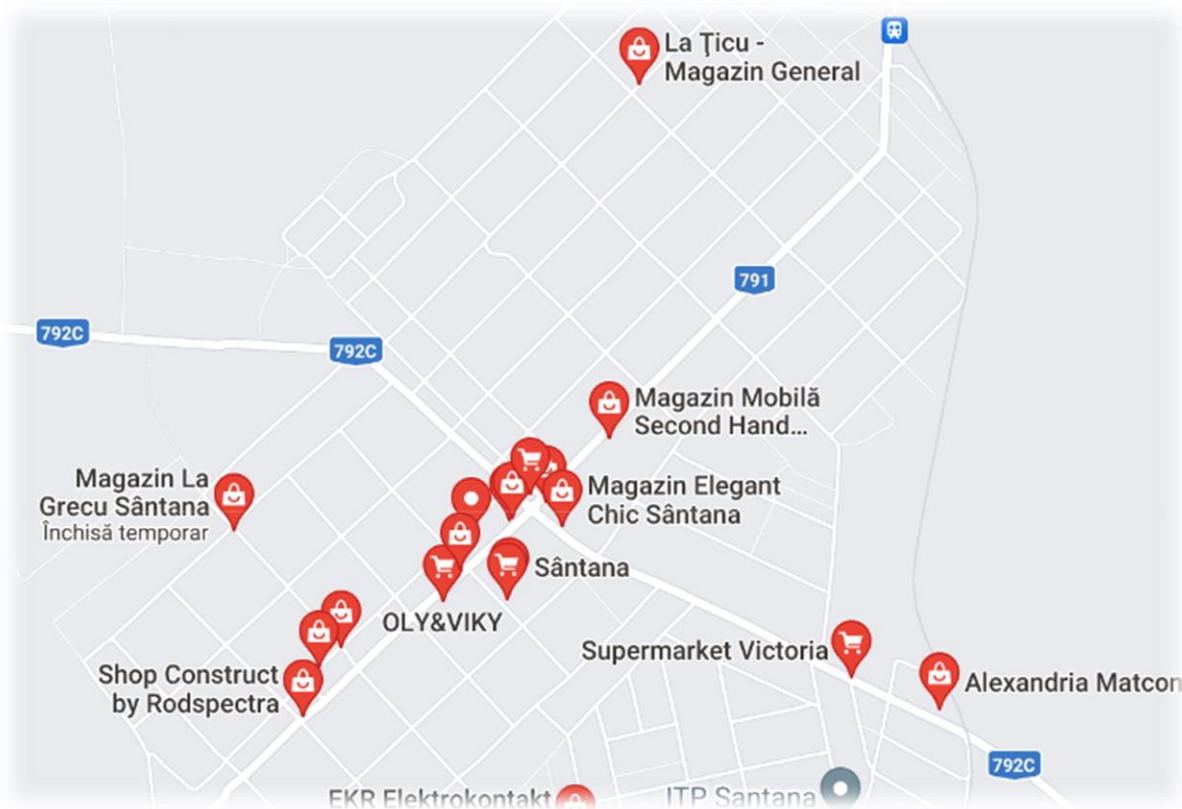 La Ţicu -
Magazin General
791
792C
792C
Magazin Mobilă
Second Hand...
Magazin La
Grecu Sântana
Închisă temporar
Magazin Elegant
Chic Sântana
Sântana
OLY&VIKY
Supermarket Victoria
Shop Construct
by Rodspectra
Alexandria Matcon
792C
EKR Elektrokontakt
ITP Santana